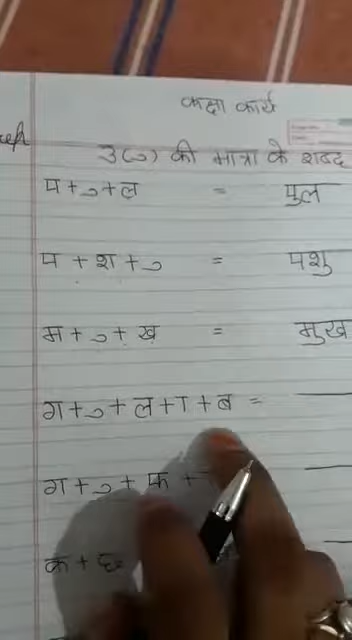 कक्षा कार्य
उ(ु) की मात्रा के शब्द
प + ु + ल = पुल
प + श + ु = पशु
म + ु + ख = मुख
ग + ु + ल + ा + ब =
ग + ु + फ +
क + छ